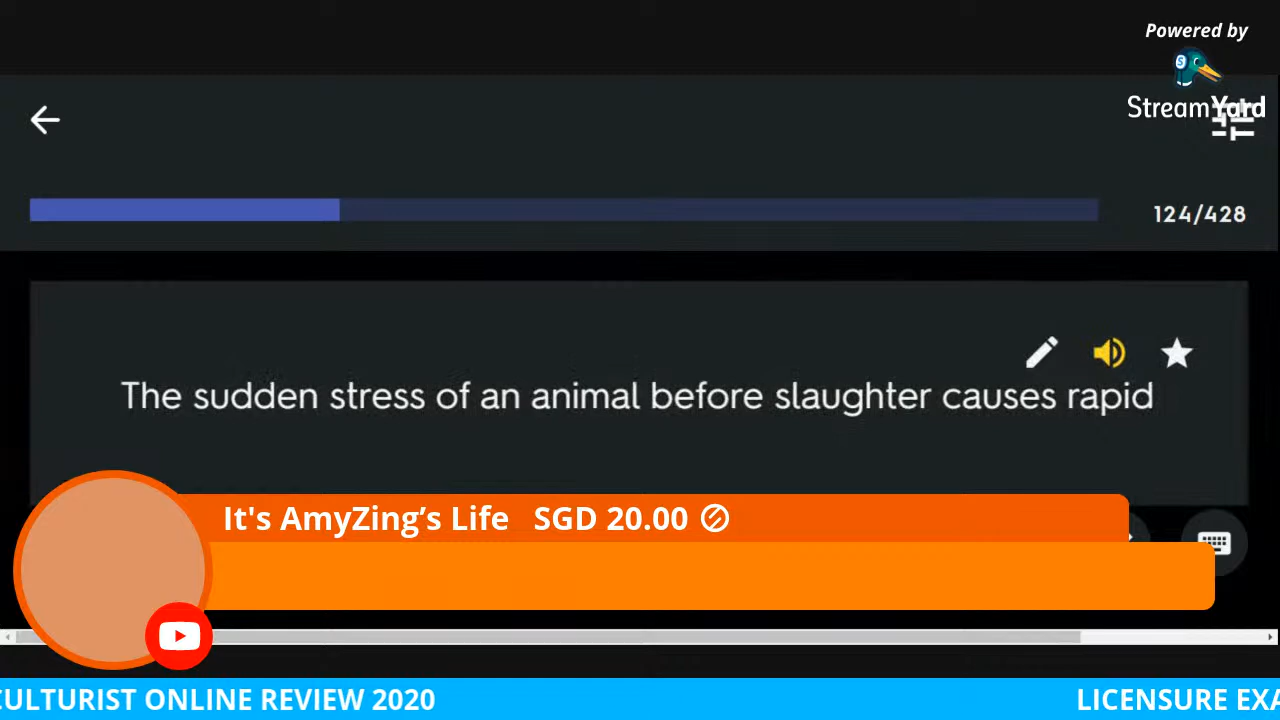 Powered by
StreamYard
124/428
The sudden stress of an animal before slaughter causes rapid
It's AmyZing’s Life SGD 20.00
CULTURIST ONLINE REVIEW 2020 LICENSURE EXA